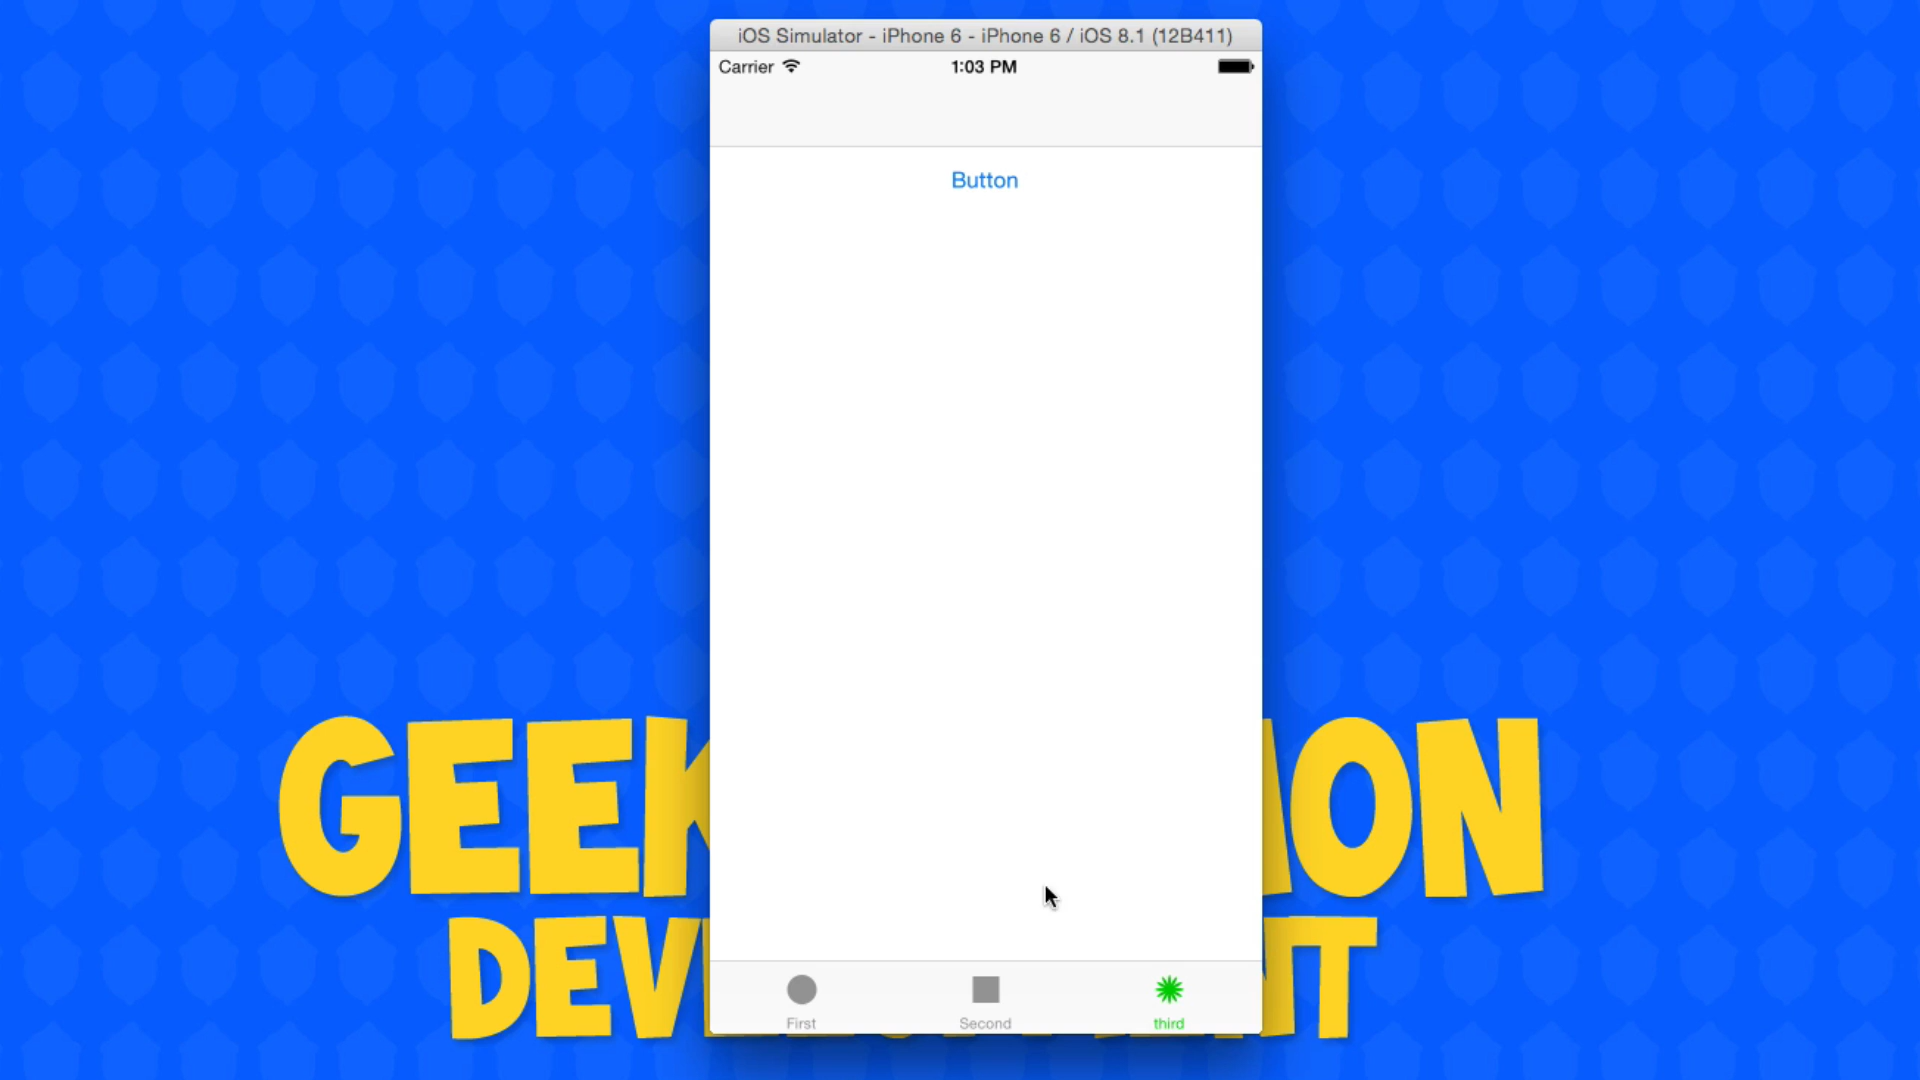 iOS Simulator - iPhone 6 - iPhone 6 / iOS 8.1 (12B411)
Carrier 1:03 PM
Button
GEEK
ON
DEV
NT
First Second third